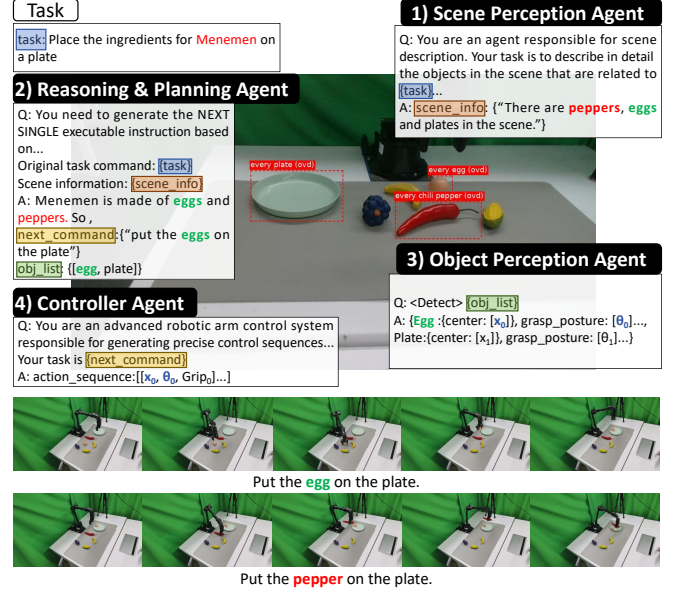 Task
task: Place the ingredients for Menemen on
a plate
1) Scene Perception Agent
Q: You are an agent responsible for scene
description. Your task is to describe in detail
the objects in the scene that are related to
{task}...
A: scene_info: {“There are peppers, eggs
and plates in the scene.”}
2) Reasoning & Planning Agent
Q: You need to generate the NEXT
SINGLE executable instruction based
on...
Original task command: {task}
Scene information: {scene_info}
A: Menemen is made of eggs and
peppers. So ,
next_command:{“put the eggs on
the plate”}
obj_list: {[egg, plate]}
every plate (ovd)
every egg (ovd)
every chili pepper (ovd)
3) Object Perception Agent
Q: <Detect> {obj_list}
A: {Egg :{center: [x₀]}, grasp_posture: [θ₀]...,
Plate:{center: [x₁]}, grasp_posture: [θ₁]...}
4) Controller Agent
Q: You are an advanced robotic arm control system
responsible for generating precise control sequences...
Your task is {next_command}
A: action_sequence:[[x₀, θ₀, Grip₀]...]
Put the egg on the plate.
Put the pepper on the plate.